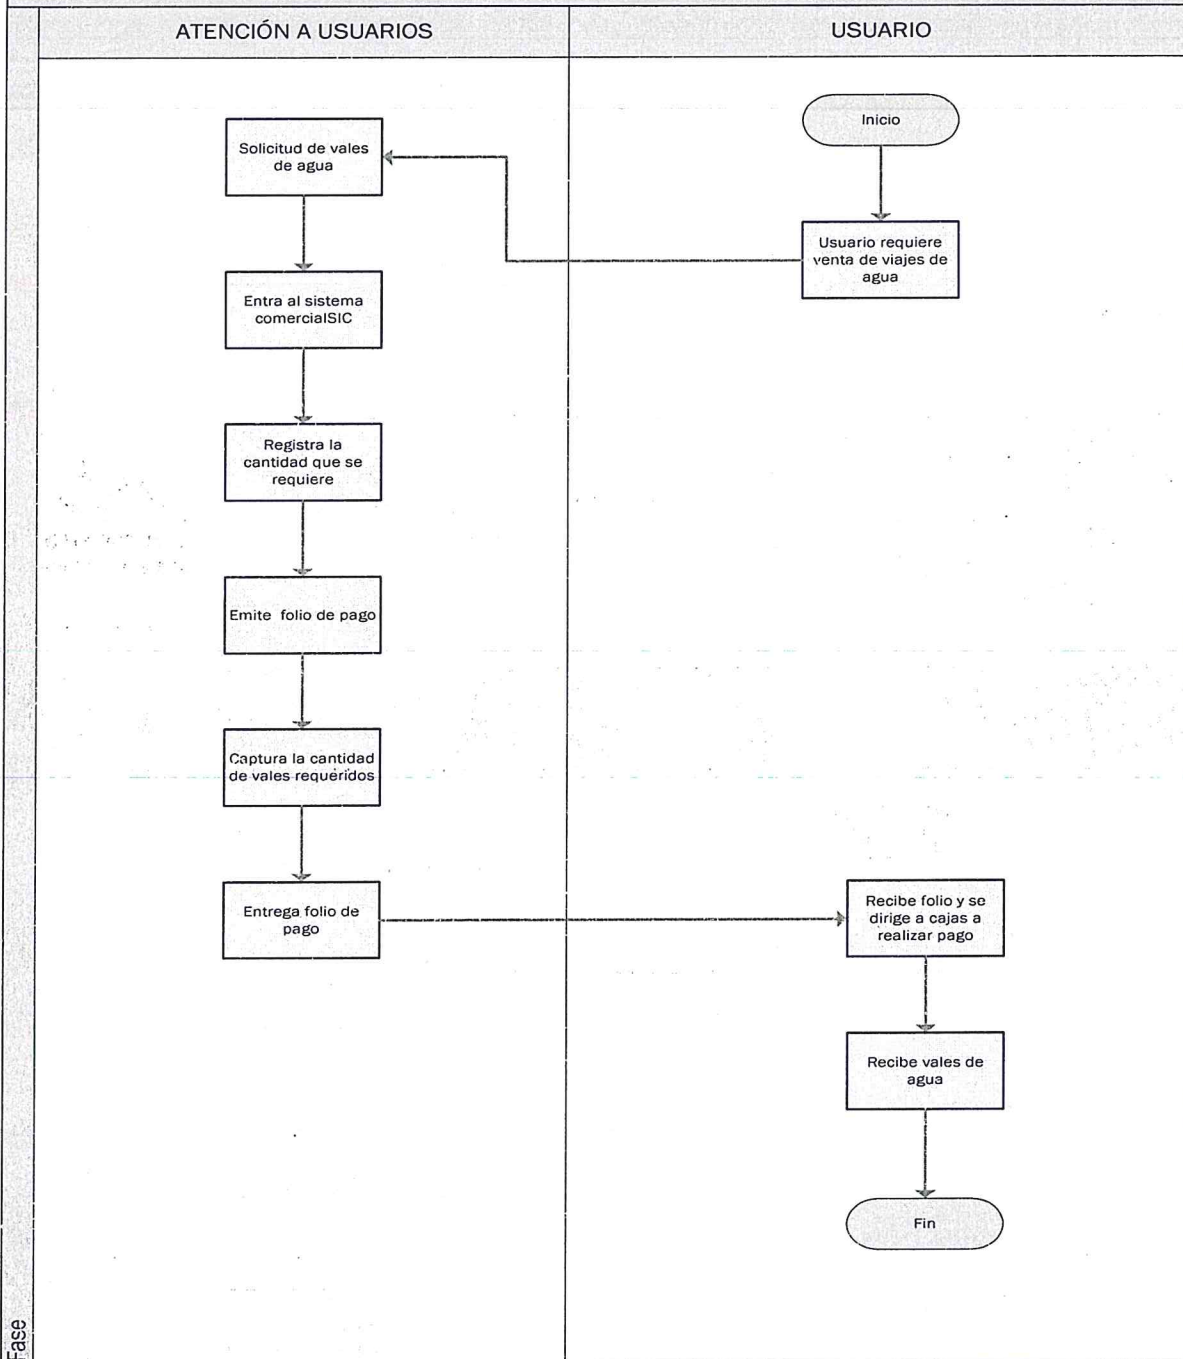 ATENCIÓN A USUARIOS
USUARIO
Inicio
Solicitud de vales
de agua
Usuario requiere
venta de viajes de
agua
Entra al sistema
comercialSIC
Registra la
cantidad que se
requiere
Emite folio de pago
Captura la cantidad
de vales requeridos
Entrega folio de
pago
Recibe folio y se
dirige a cajas a
realizar pago
Recibe vales de
agua
Fin
Fase